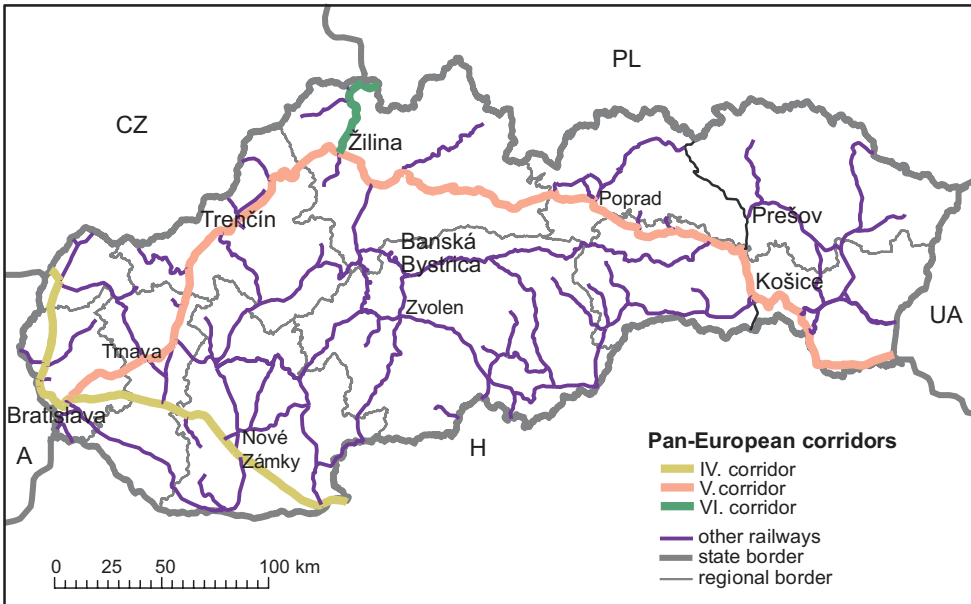 PL
CZ
Žilina
Poprad
Trenčín
Prešov
Banská
Bystrica
Košice
Zvolen
UA
Trnava
Bratislava
A
Nové
Zámky
H
Pan-European corridors
IV. corridor
V. corridor
VI. corridor
other railways
state border
regional border
0 25 50 100 km